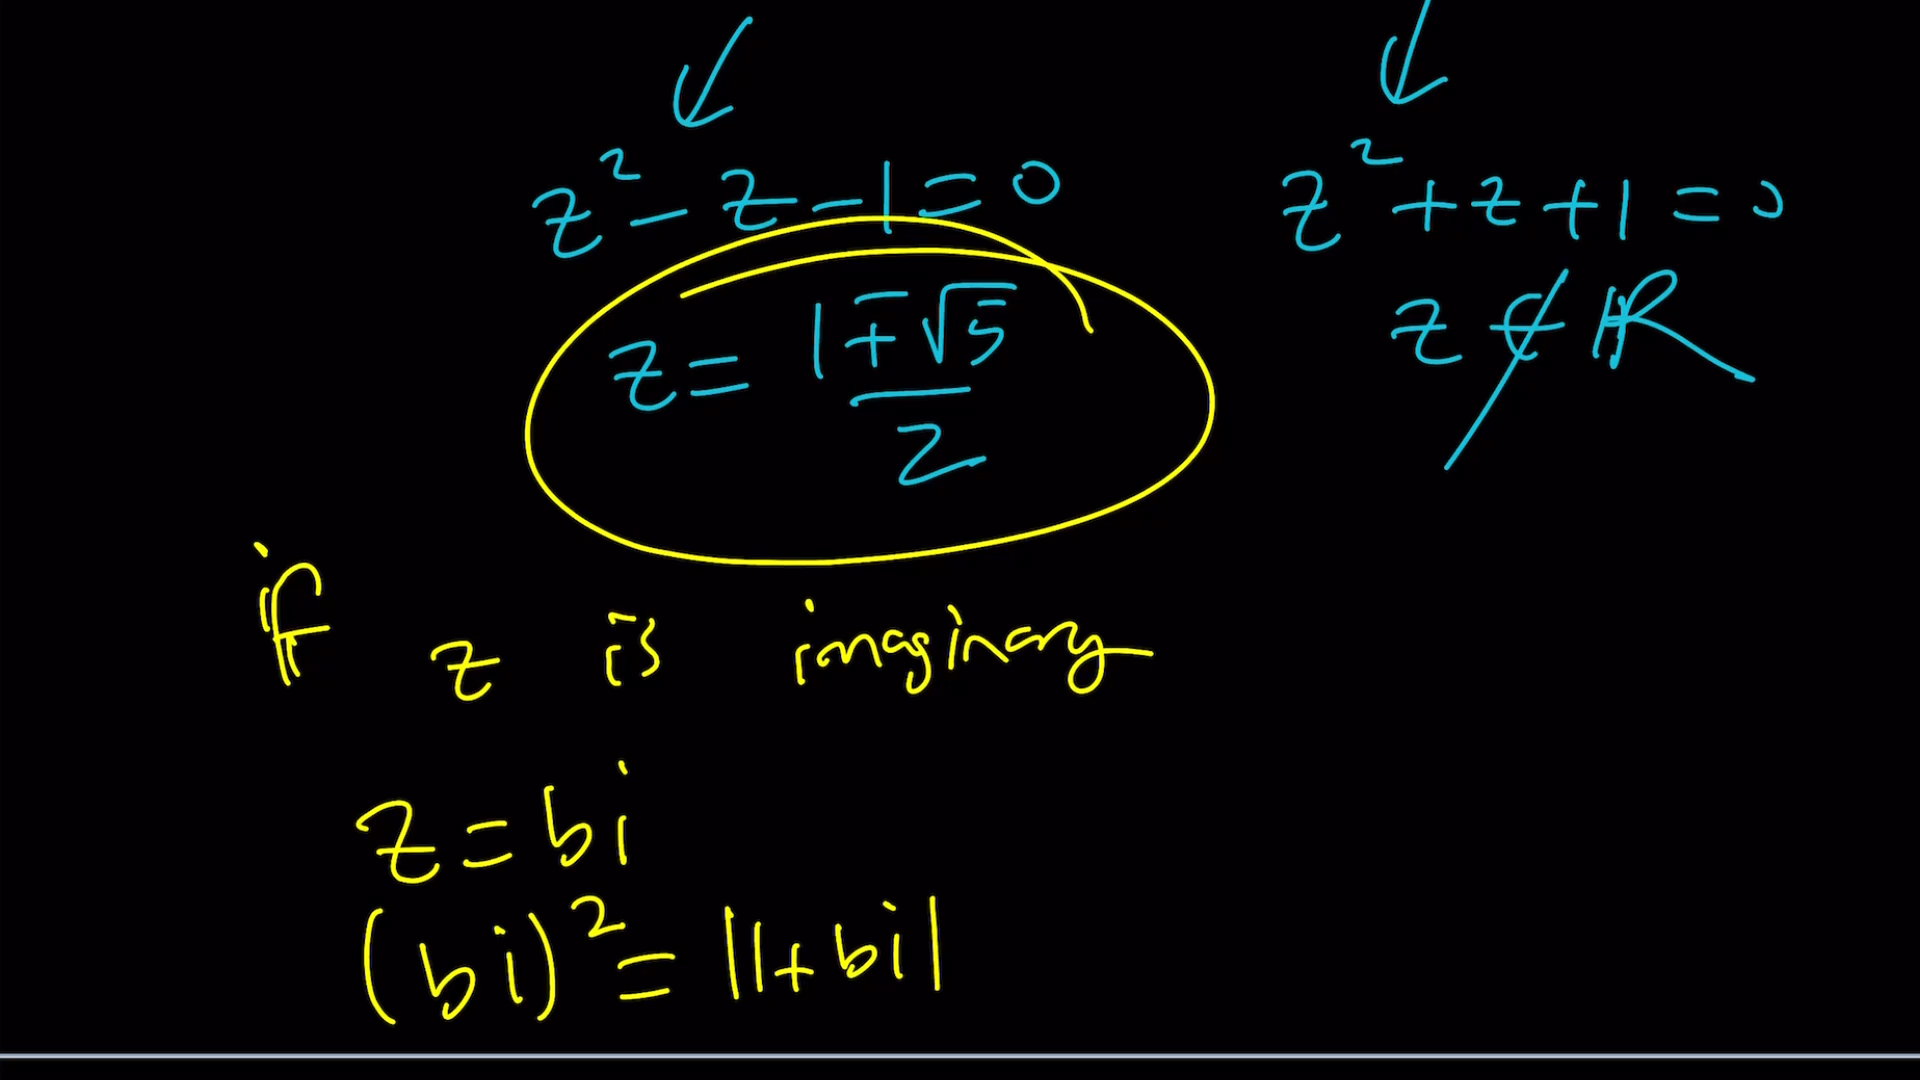 z² - z - 1 = 0
z² + z + 1 = 0
z = (1 ∓ √5)/2
z ∉ ℝ
if z is imaginary
z = bi
(bi)² = |1 + bi|